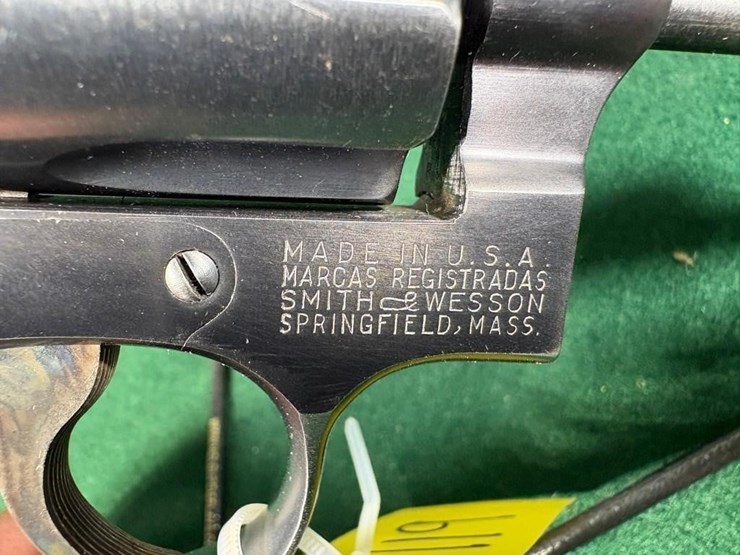 MADE IN U.S.A.
MARCAS REGISTRADAS
SMITH & WESSON
SPRINGFIELD, MASS.